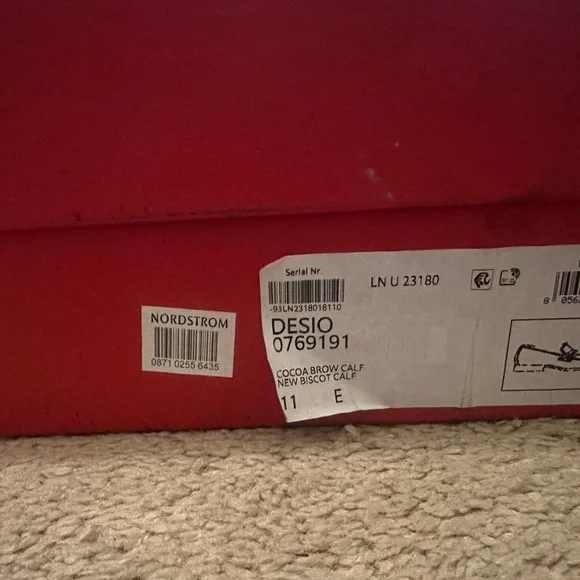 NORDSTROM
0871 0255 6435
Serial Nr.
-93LN2318018110
LN U 23180
DESIO
0769191
COCOA BROW CALF
NEW BISCOT CALF
11 E